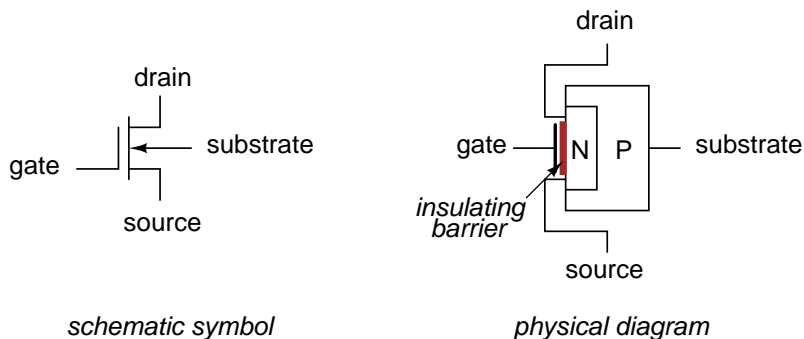 drain
gate
substrate
source
schematic symbol
drain
gate
N
P
substrate
insulating
barrier
source
physical diagram